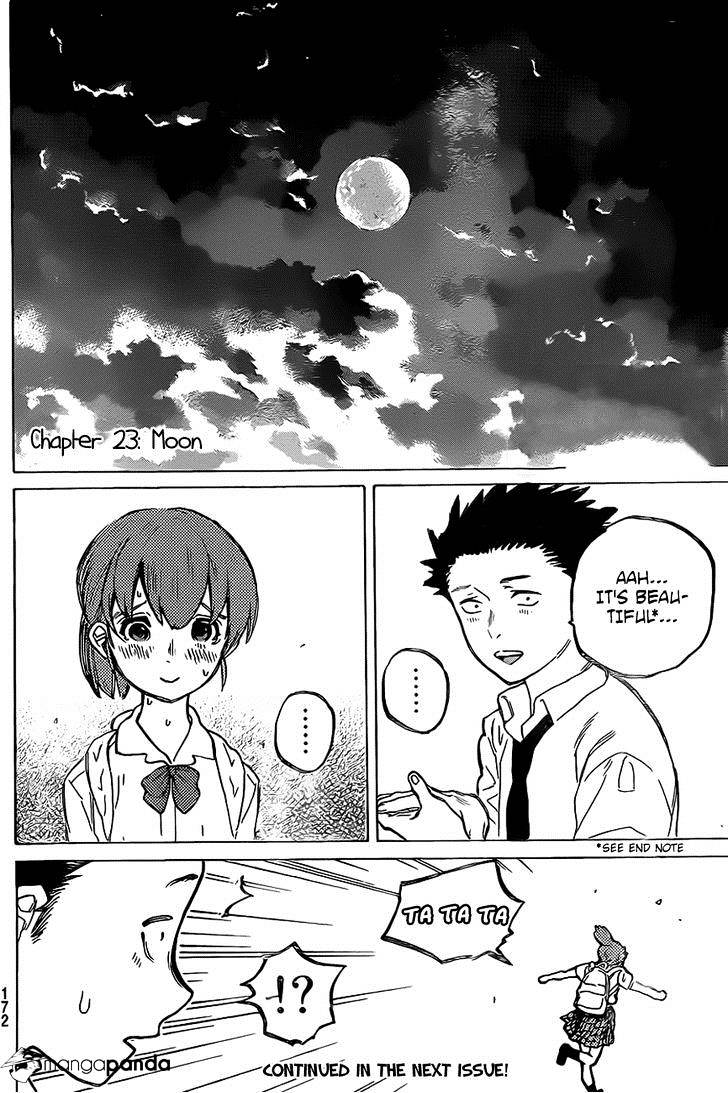 Chapter 23: Moon
AAH...
IT'S BEAU-
TIFUL*...
......
......
*SEE END NOTE
TA TA TA
!?
CONTINUED IN THE NEXT ISSUE!
172
mangapanda